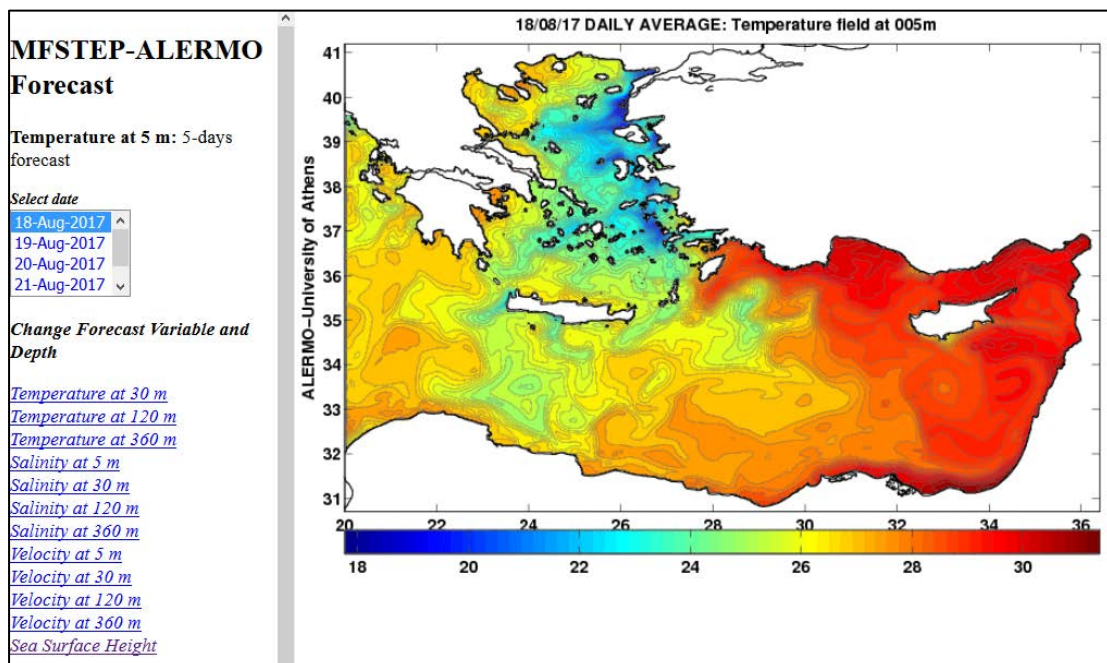 MFSTEP-ALERMO
Forecast
Temperature at 5 m: 5-days
forecast
Select date
18-Aug-2017
19-Aug-2017
20-Aug-2017
21-Aug-2017
Change Forecast Variable and
Depth
Temperature at 30 m
Temperature at 120 m
Temperature at 360 m
Salinity at 5 m
Salinity at 30 m
Salinity at 120 m
Salinity at 360 m
Velocity at 5 m
Velocity at 30 m
Velocity at 120 m
Velocity at 360 m
Sea Surface Height
18/08/17 DAILY AVERAGE: Temperature field at 005m
ALERMO-University of Athens
41
40
39
38
37
36
35
34
33
32
31
20 22 24 26 28 30 32 34 36
18 20 22 24 26 28 30